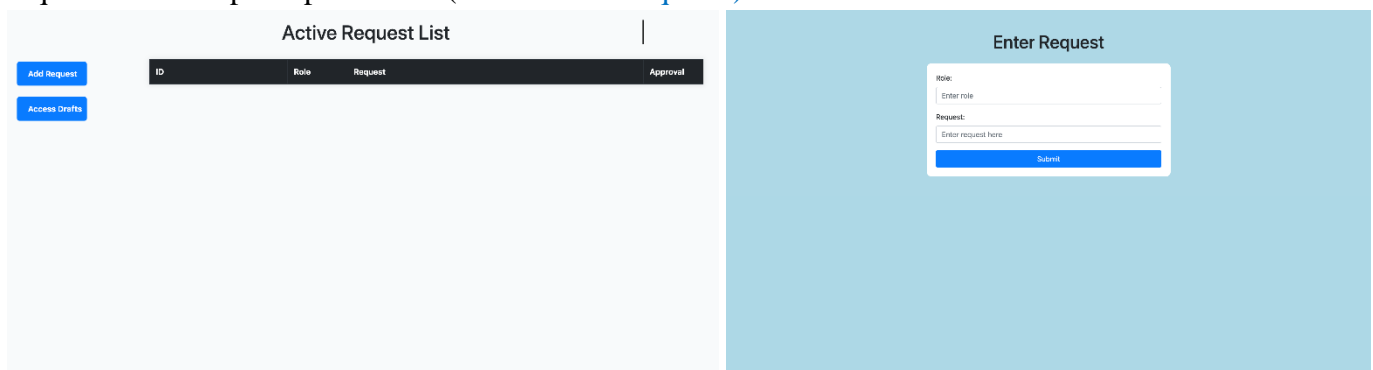 Active Request List
Add Request
Access Drafts
ID Role Request Approval
Enter Request
Role:
Enter role
Request:
Enter request here
Submit